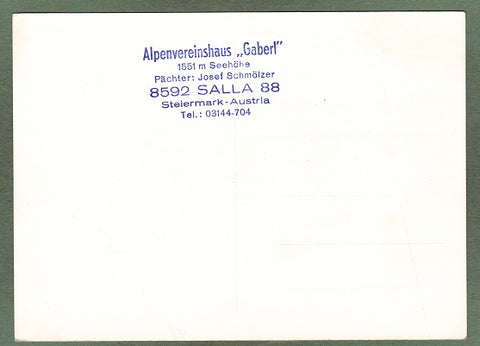 Alpenvereinshaus „Gaberl"
1551 m Seehöhe
Pächter: Josef Schmölzer
8592 SALLA 88
Steiermark-Austria
Tel.: 03144-704